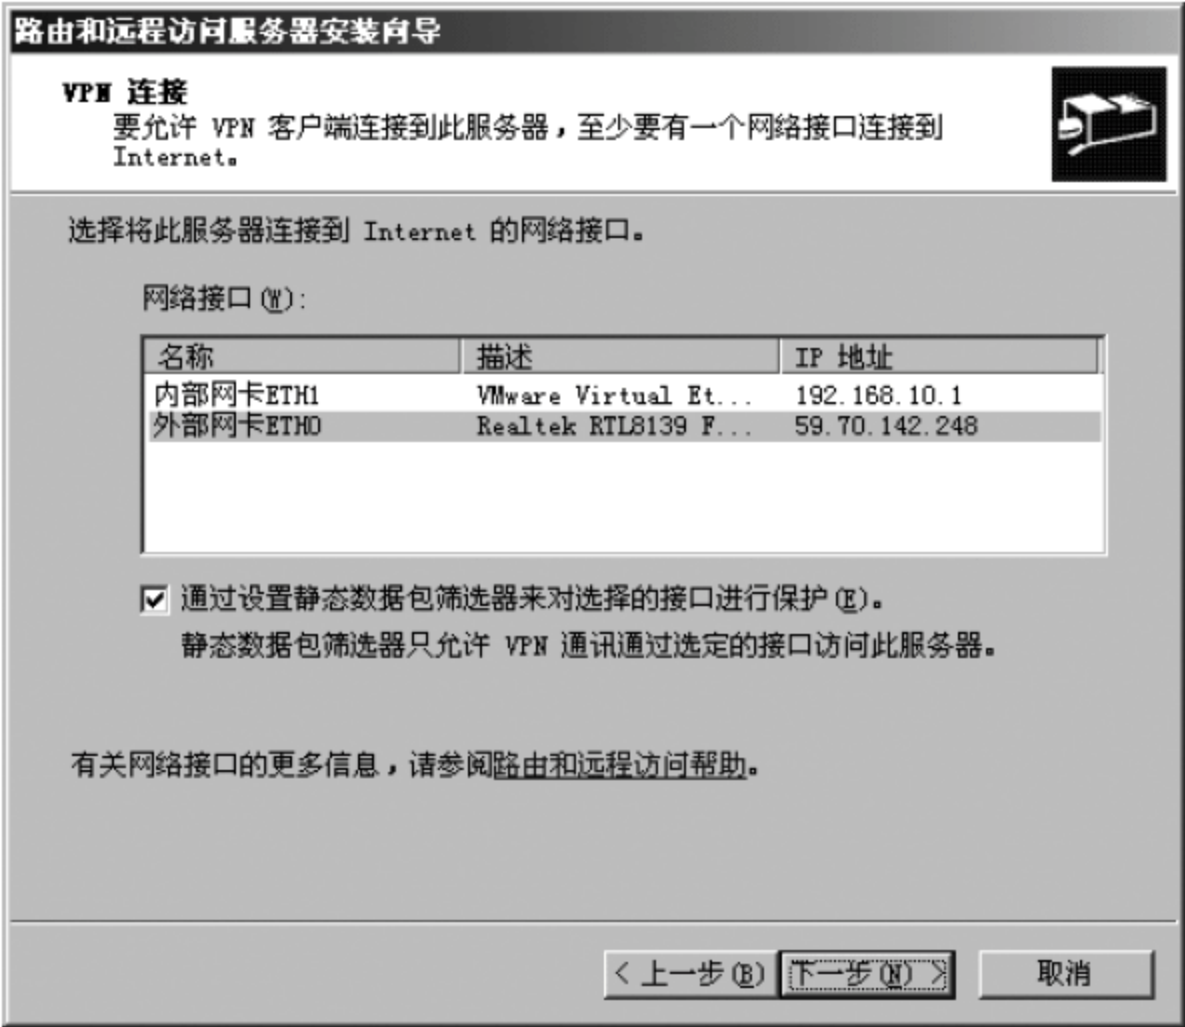 路由和远程访问服务器安装向导
VPN 连接
要允许 VPN 客户端连接到此服务器，至少要有一个网络接口连接到
Internet。
选择将此服务器连接到 Internet 的网络接口。
网络接口(W):
名称 描述 IP 地址
内部网卡ETH1 VMware Virtual Et... 192.168.10.1
外部网卡ETH0 Realtek RTL8139 F... 59.70.142.248
通过设置静态数据包筛选器来对选择的接口进行保护(E)。
静态数据包筛选器只允许 VPN 通讯通过选定的接口访问此服务器。
有关网络接口的更多信息，请参阅路由和远程访问帮助。
< 上一步(B) 下一步(N) > 取消